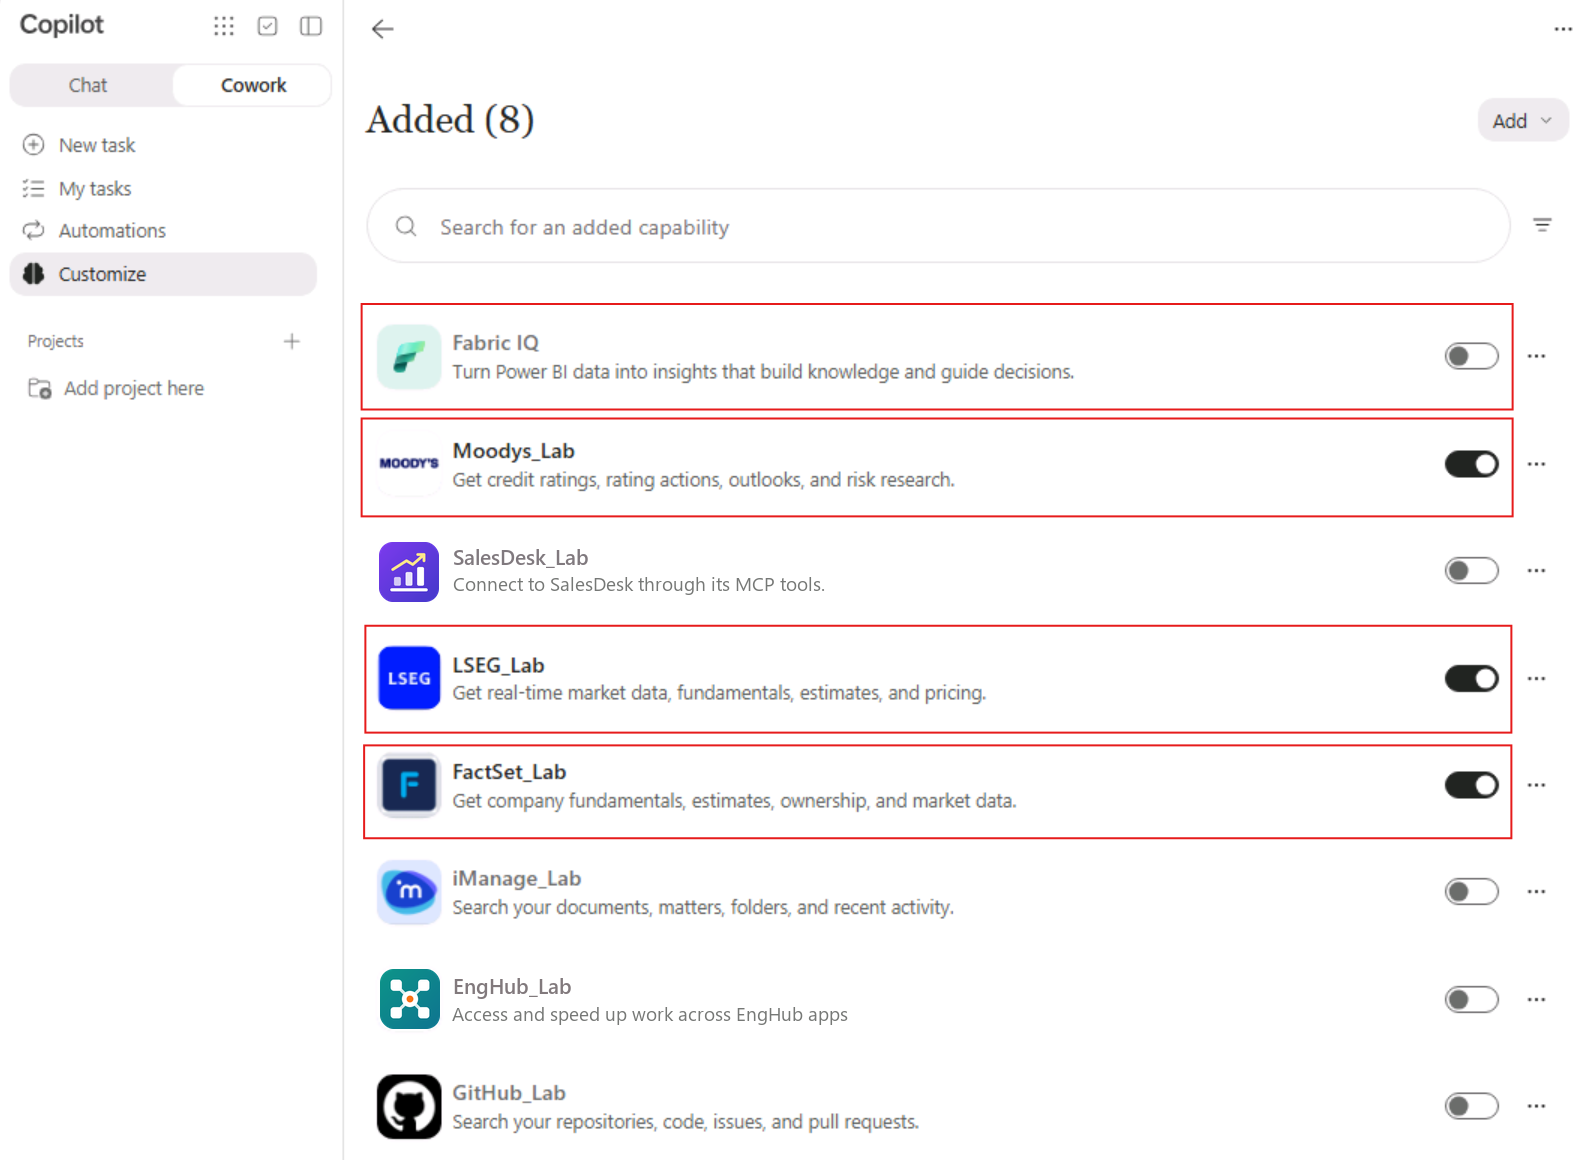 Copilot
Chat
Cowork
New task
My tasks
Automations
Customize
Projects
Add project here
Added (8)
Add
Search for an added capability
Fabric IQ
Turn Power BI data into insights that build knowledge and guide decisions.
MOODY'S
Moodys_Lab
Get credit ratings, rating actions, outlooks, and risk research.
SalesDesk_Lab
Connect to SalesDesk through its MCP tools.
LSEG
LSEG_Lab
Get real-time market data, fundamentals, estimates, and pricing.
F
FactSet_Lab
Get company fundamentals, estimates, ownership, and market data.
m
iManage_Lab
Search your documents, matters, folders, and recent activity.
EngHub_Lab
Access and speed up work across EngHub apps
GitHub_Lab
Search your repositories, code, issues, and pull requests.